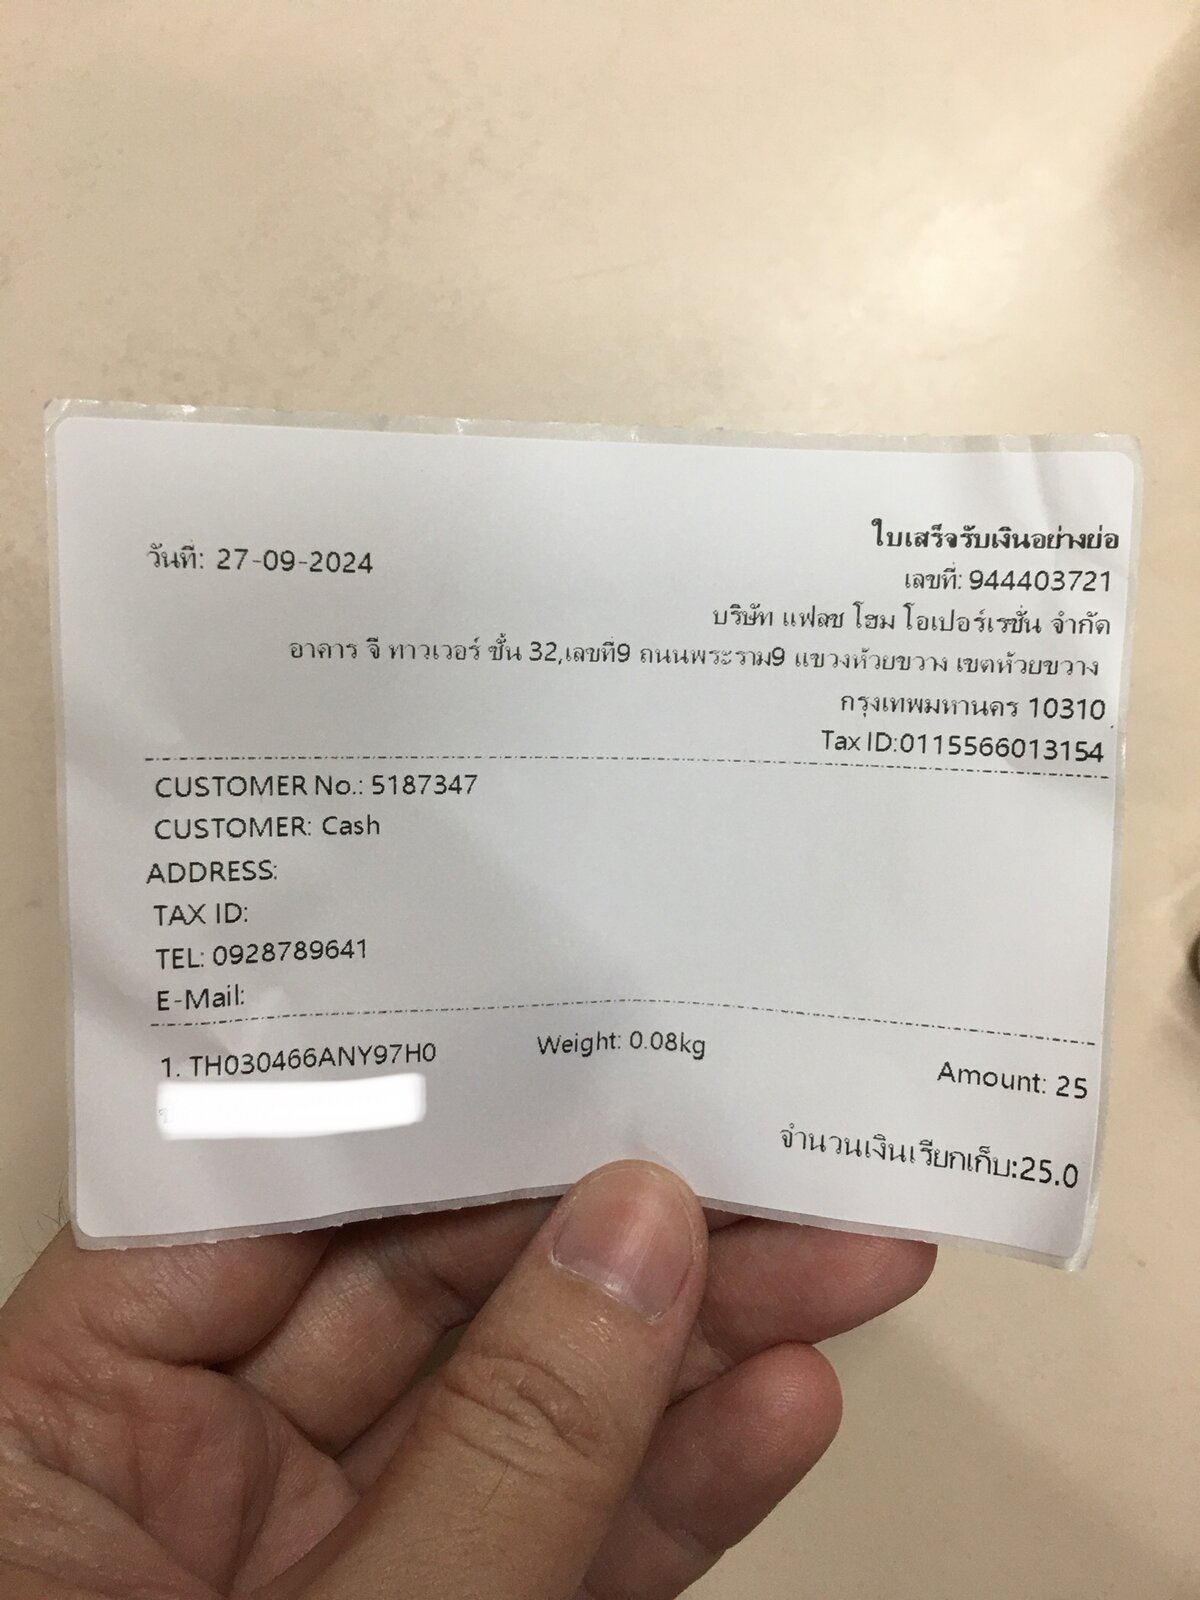 ใบเสร็จรับเงินอย่างย่อ
วันที่: 27-09-2024
เลขที่: 944403721
บริษัท แฟลช โฮม โอเปอร์เรชั่น จำกัด
อาคาร จี ทาวเวอร์ ชั้น 32,เลขที่9 ถนนพระราม9 แขวงห้วยขวาง เขตห้วยขวาง
กรุงเทพมหานคร 10310
Tax ID:0115566013154
CUSTOMER No.: 5187347
CUSTOMER: Cash
ADDRESS:
TAX ID:
TEL: 0928789641
E-Mail:
1. TH030466ANY97H0 Weight: 0.08kg Amount: 25
จำนวนเงินเรียกเก็บ:25.0